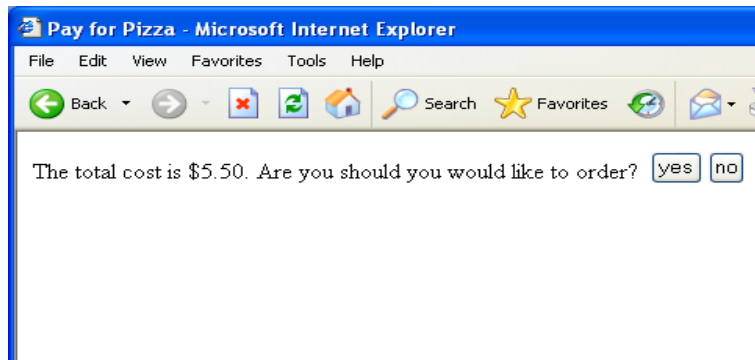 Pay for Pizza - Microsoft Internet Explorer
File Edit View Favorites Tools Help
Back Search Favorites
The total cost is $5.50. Are you should you would like to order? yes no